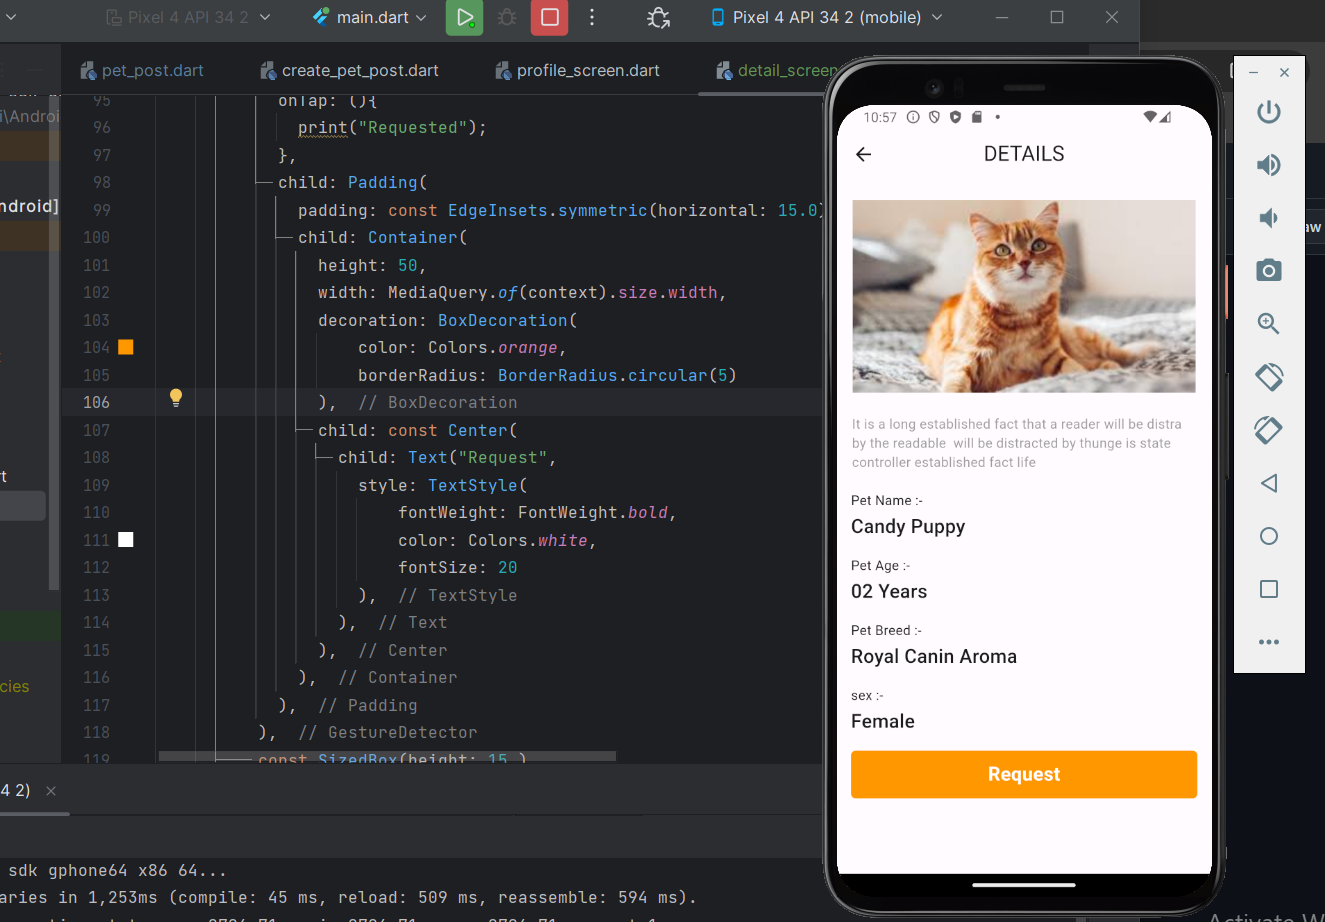 Pixel 4 API 34 2
main.dart
Pixel 4 API 34 2 (mobile)
pet_post.dart
create_pet_post.dart
profile_screen.dart
detail_screen
95 onTap: (){
96 print("Requested");
97 },
98 child: Padding(
99 padding: const EdgeInsets.symmetric(horizontal: 15.0)
100 child: Container(
101 height: 50,
102 width: MediaQuery.of(context).size.width,
103 decoration: BoxDecoration(
104 color: Colors.orange,
105 borderRadius: BorderRadius.circular(5)
106 ), // BoxDecoration
107 child: const Center(
108 child: Text("Request",
109 style: TextStyle(
110 fontWeight: FontWeight.bold,
111 color: Colors.white,
112 fontSize: 20
113 ), // TextStyle
114 ), // Text
115 ), // Center
116 ), // Container
117 ), // Padding
118 ), // GestureDetector
119 const SizedBox(height: 15,)
i\Androi
ndroid]
rt
cies
4 2)
sdk gphone64 x86 64...
aries in 1,253ms (compile: 45 ms, reload: 509 ms, reassemble: 594 ms).
10:57
DETAILS
It is a long established fact that a reader will be distra
by the readable  will be distracted by thunge is state
controller established fact life
Pet Name :-
Candy Puppy
Pet Age :-
02 Years
Pet Breed :-
Royal Canin Aroma
sex :-
Female
Request
aw
Activate W